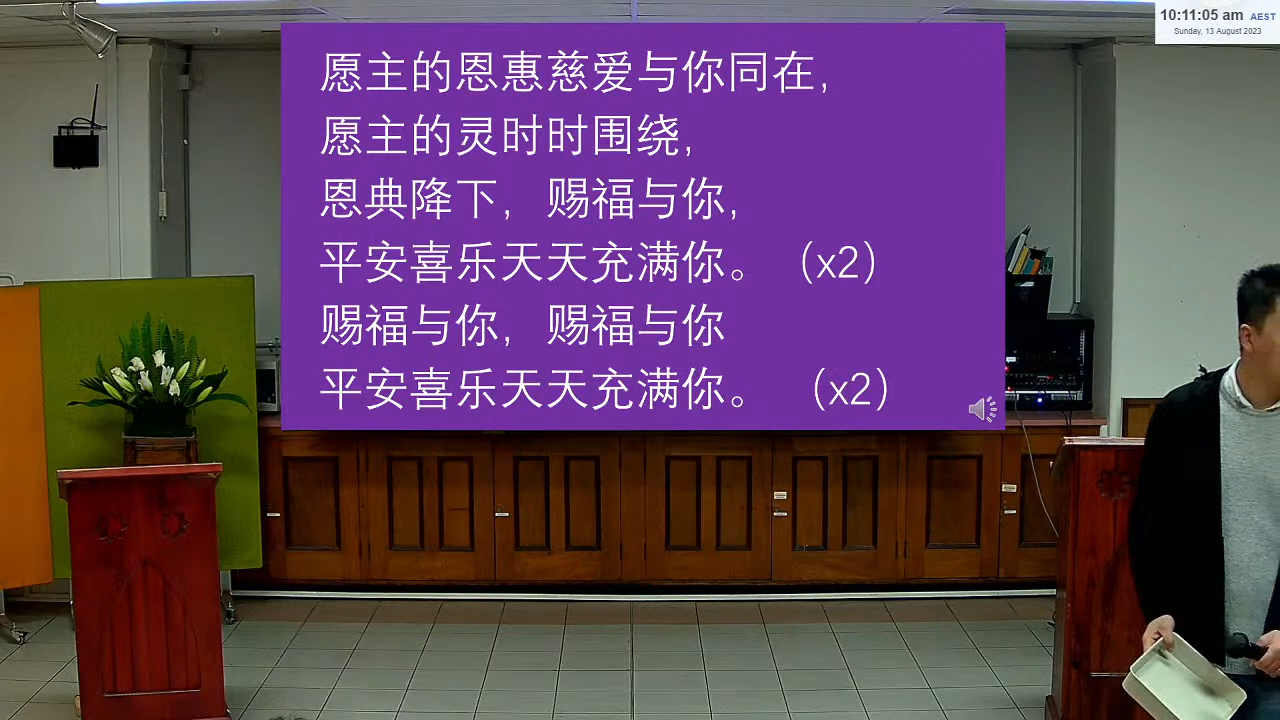 10:11:05 am AEST
Sunday, 13 August 2023
愿主的恩惠慈爱与你同在，
愿主的灵时时围绕，
恩典降下，赐福与你，
平安喜乐天天充满你。（x2）
赐福与你，赐福与你
平安喜乐天天充满你。（x2）